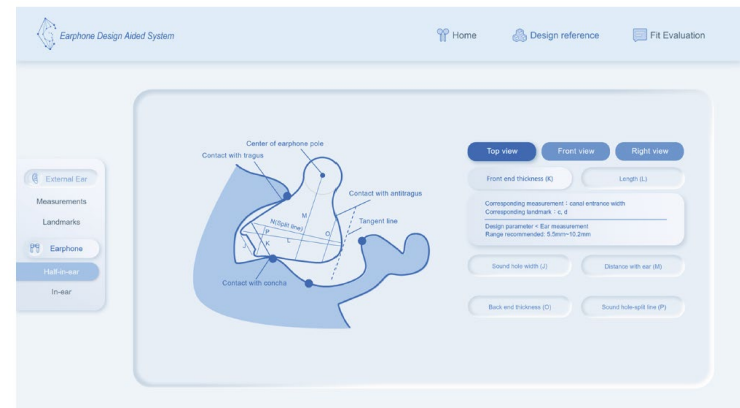 Earphone Design Aided System
Home
Design reference
Fit Evaluation
External Ear
Measurements
Landmarks
Earphone
Half-in-ear
In-ear
Center of earphone pole
Contact with tragus
Contact with antitragus
Tangent line
M
N(Split line)
P
O
L
J
K
Contact with concha
Top view
Front view
Right view
Front end thickness (K)
Length (L)
Corresponding measurement : canal entrance width
Corresponding landmark : c, d
Design parameter = Ear measurement
Range recommended: 5.5mm~10.2mm
Sound hole width (J)
Distance with ear (M)
Back end thickness (O)
Sound hole-split line (P)